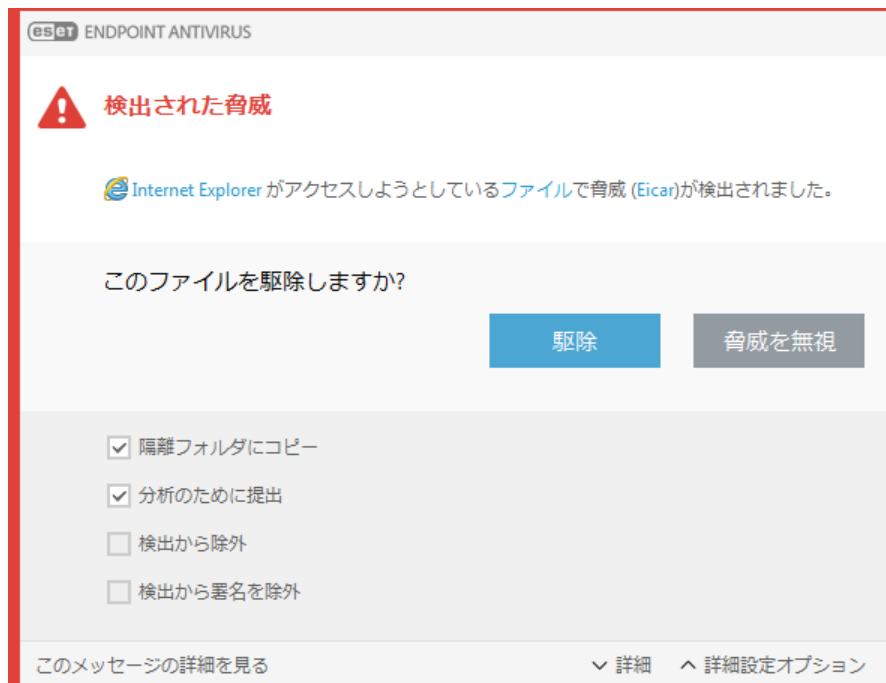 eset ENDPOINT ANTIVIRUS
検出された脅威
Internet Explorer がアクセスしようとしているファイルで脅威 (Eicar)が検出されました。
このファイルを駆除しますか?
駆除 脅威を無視
隔離フォルダにコピー
分析のために提出
検出から除外
検出から署名を除外
このメッセージの詳細を見る 詳細 詳細設定オプション